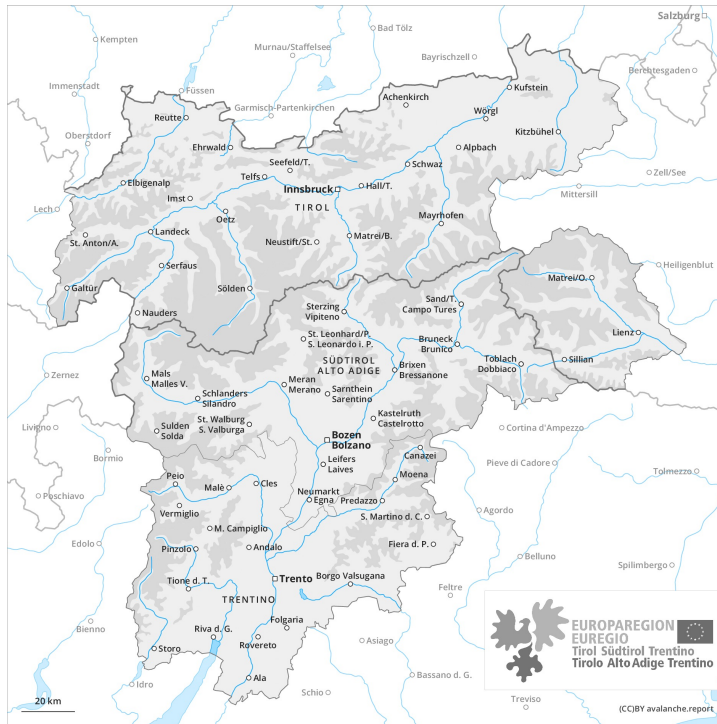 Salzburg
Kempten
Bad Tölz
Murnau/Staffelsee
Bayrischzell
Berchtesgaden
Immenstadt
Füssen
Achenkirch
Kufstein
Garmisch-Partenkirchen
Reutte
Wörgl
Oberstdorf
Kitzbühel
Ehrwald
Alpbach
Seefeld/T.
Schwaz
Telfs
Zell/See
Elbigenalp
Innsbruck
Hall/T.
Mittersill
Imst
TIROL
Lech
Oetz
Mayrhofen
Landeck
Matrei/B.
St. Anton/A.
Neustift/St.
Serfaus
Heiligenblut
Matrei/O.
Galtür
Sölden
Sand/T.
Campo Tures
Nauders
Sterzing
Vipiteno
Lienz
St. Leonhard/P.
S. Leonardo i. P.
Bruneck
Brunico
SÜDTIROL
ALTO ADIGE
Toblach
Dobbiaco
Sillian
Brixen
Bressanone
Zernez
Mals
Malles V.
Meran
Merano
Sarnthein
Sarentino
Schlanders
Silandro
Kastelruth
Castelrotto
St. Walburg
S. Valburga
Livigno
Sulden
Solda
Cortina d'Ampezzo
Bozen
Bolzano
Bormio
Canazei
Pieve di Cadore
Leifers
Laives
Tolmezzo
Peio
Moena
Malè
Cles
Poschiavo
Neumarkt
Egna
Predazzo
Vermiglio
Agordo
S. Martino d. C.
M. Campiglio
Edolo
Pinzolo
Andalo
Fiera d. P.
Belluno
Spilimbergo
Tione d. T.
Trento
Borgo Valsugana
Feltre
TRENTINO
Bienno
Folgaria
Riva d. G.
Asiago
Storo
Rovereto
Bassano d. G.
Idro
Ala
Schio
Treviso
EUROPAREGION
EUREGIO
Tirol Südtirol Trentino
Tirolo Alto Adige Trentino
20 km
(CC)BY avalanche.report